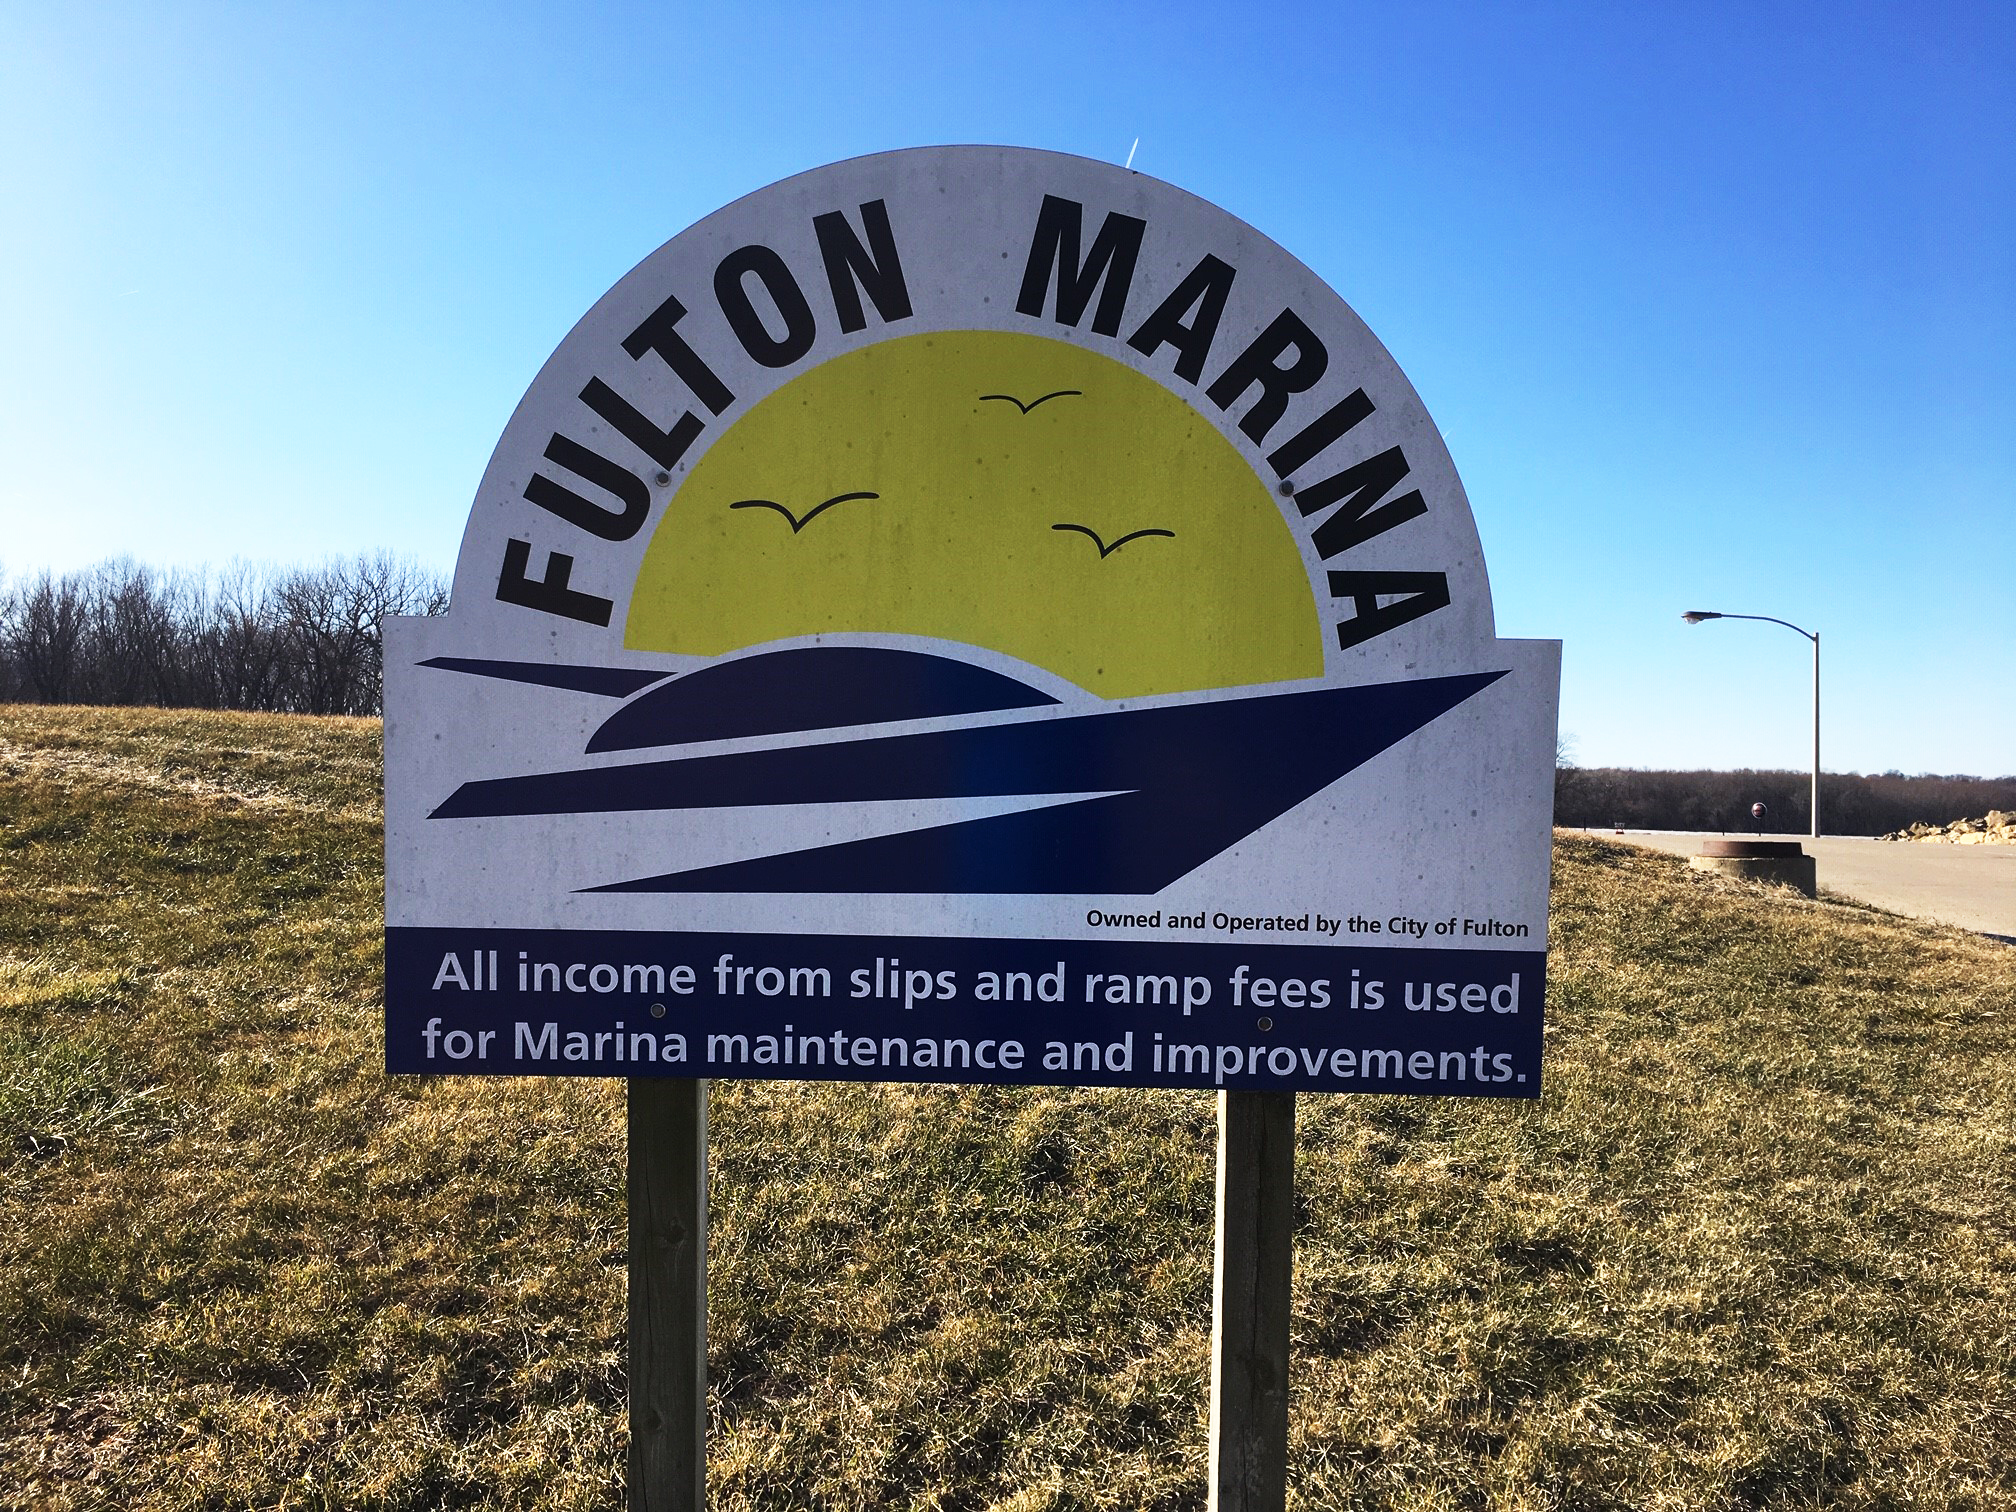 FULTON MARINA
Owned and Operated by the City of Fulton
All income from slips and ramp fees is used
for Marina maintenance and improvements.